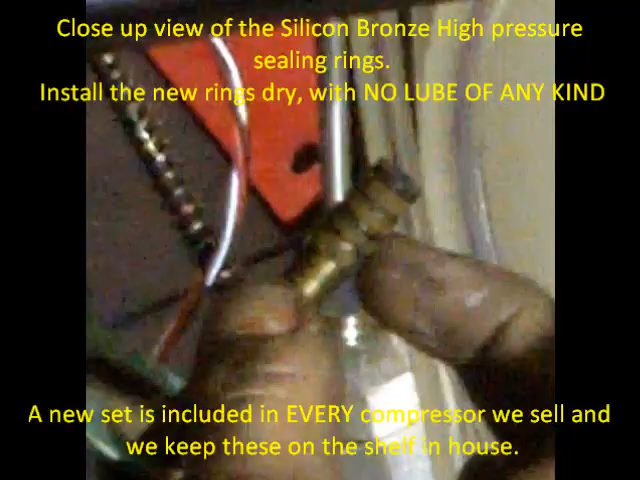 Close up view of the Silicon Bronze High pressure
sealing rings.
Install the new rings dry, with NO LUBE OF ANY KIND
A new set is included in EVERY compressor we sell and
we keep these on the shelf in house.